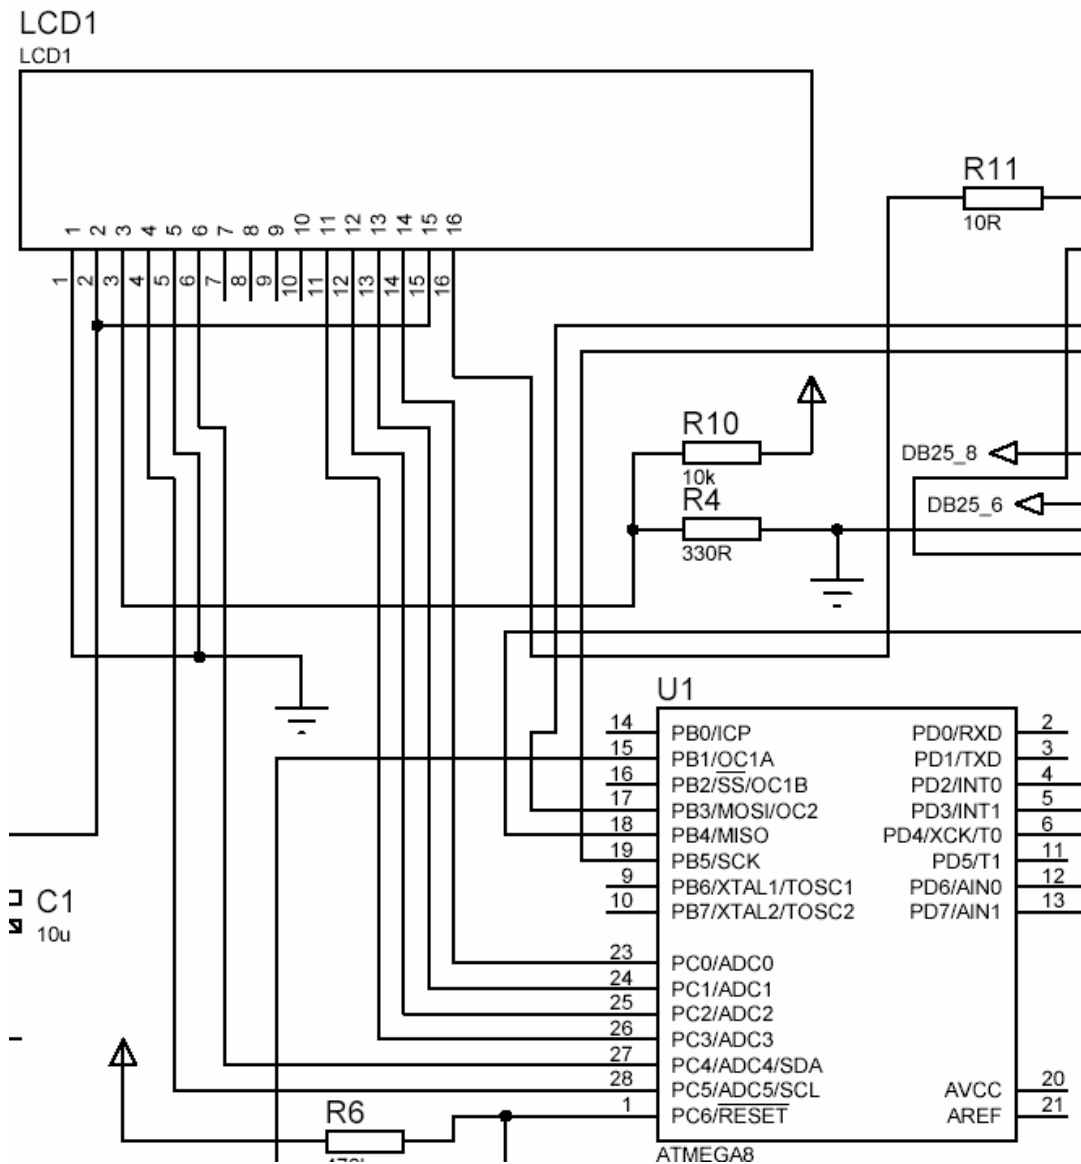 LCD1
LCD1
1 2 3 4 5 6 7 8 9 10 11 12 13 14 15 16
1 2 3 4 5 6 7 8 9 10 11 12 13 14 15 16
R11
10R
R10
10k
DB25_8
R4
330R
DB25_6
U1
14 PB0/ICP PD0/RXD 2
15 PB1/OC1A PD1/TXD 3
16 PB2/SS/OC1B PD2/INT0 4
17 PB3/MOSI/OC2 PD3/INT1 5
18 PB4/MISO PD4/XCK/T0 6
19 PB5/SCK PD5/T1 11
9 PB6/XTAL1/TOSC1 PD6/AIN0 12
10 PB7/XTAL2/TOSC2 PD7/AIN1 13
C1
10u
23 PC0/ADC0
24 PC1/ADC1
25 PC2/ADC2
26 PC3/ADC3
27 PC4/ADC4/SDA
28 PC5/ADC5/SCL AVCC 20
1 PC6/RESET AREF 21
R6
ATMEGA8